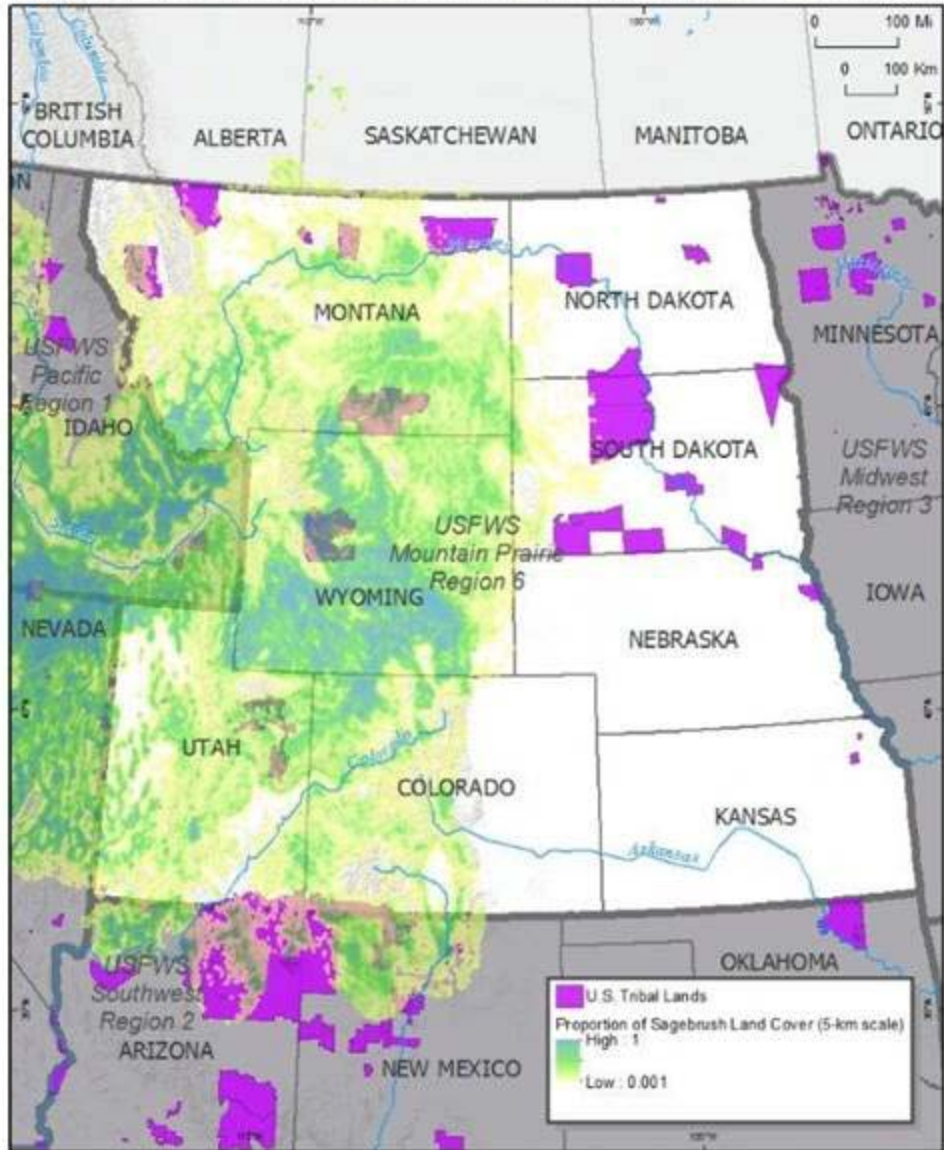 0 100 Mi
0 100 Km
Columbia
Columbia
BRITISH
COLUMBIA
ALBERTA
SASKATCHEWAN
MANITOBA
ONTARIO
MONTANA
NORTH DAKOTA
MINNESOTA
USFWS
Pacific
Region 1
IDAHO
SOUTH DAKOTA
USFWS
Midwest
Region 3
USFWS
Mountain Prairie
Region 6
WYOMING
IOWA
NEVADA
NEBRASKA
UTAH
Colorado
COLORADO
KANSAS
Arkansas
USFWS
Southwest
Region 2
ARIZONA
OKLAHOMA
NEW MEXICO
U.S. Tribal Lands
Proportion of Sagebrush Land Cover (5-km scale)
High : 1
Low : 0.001